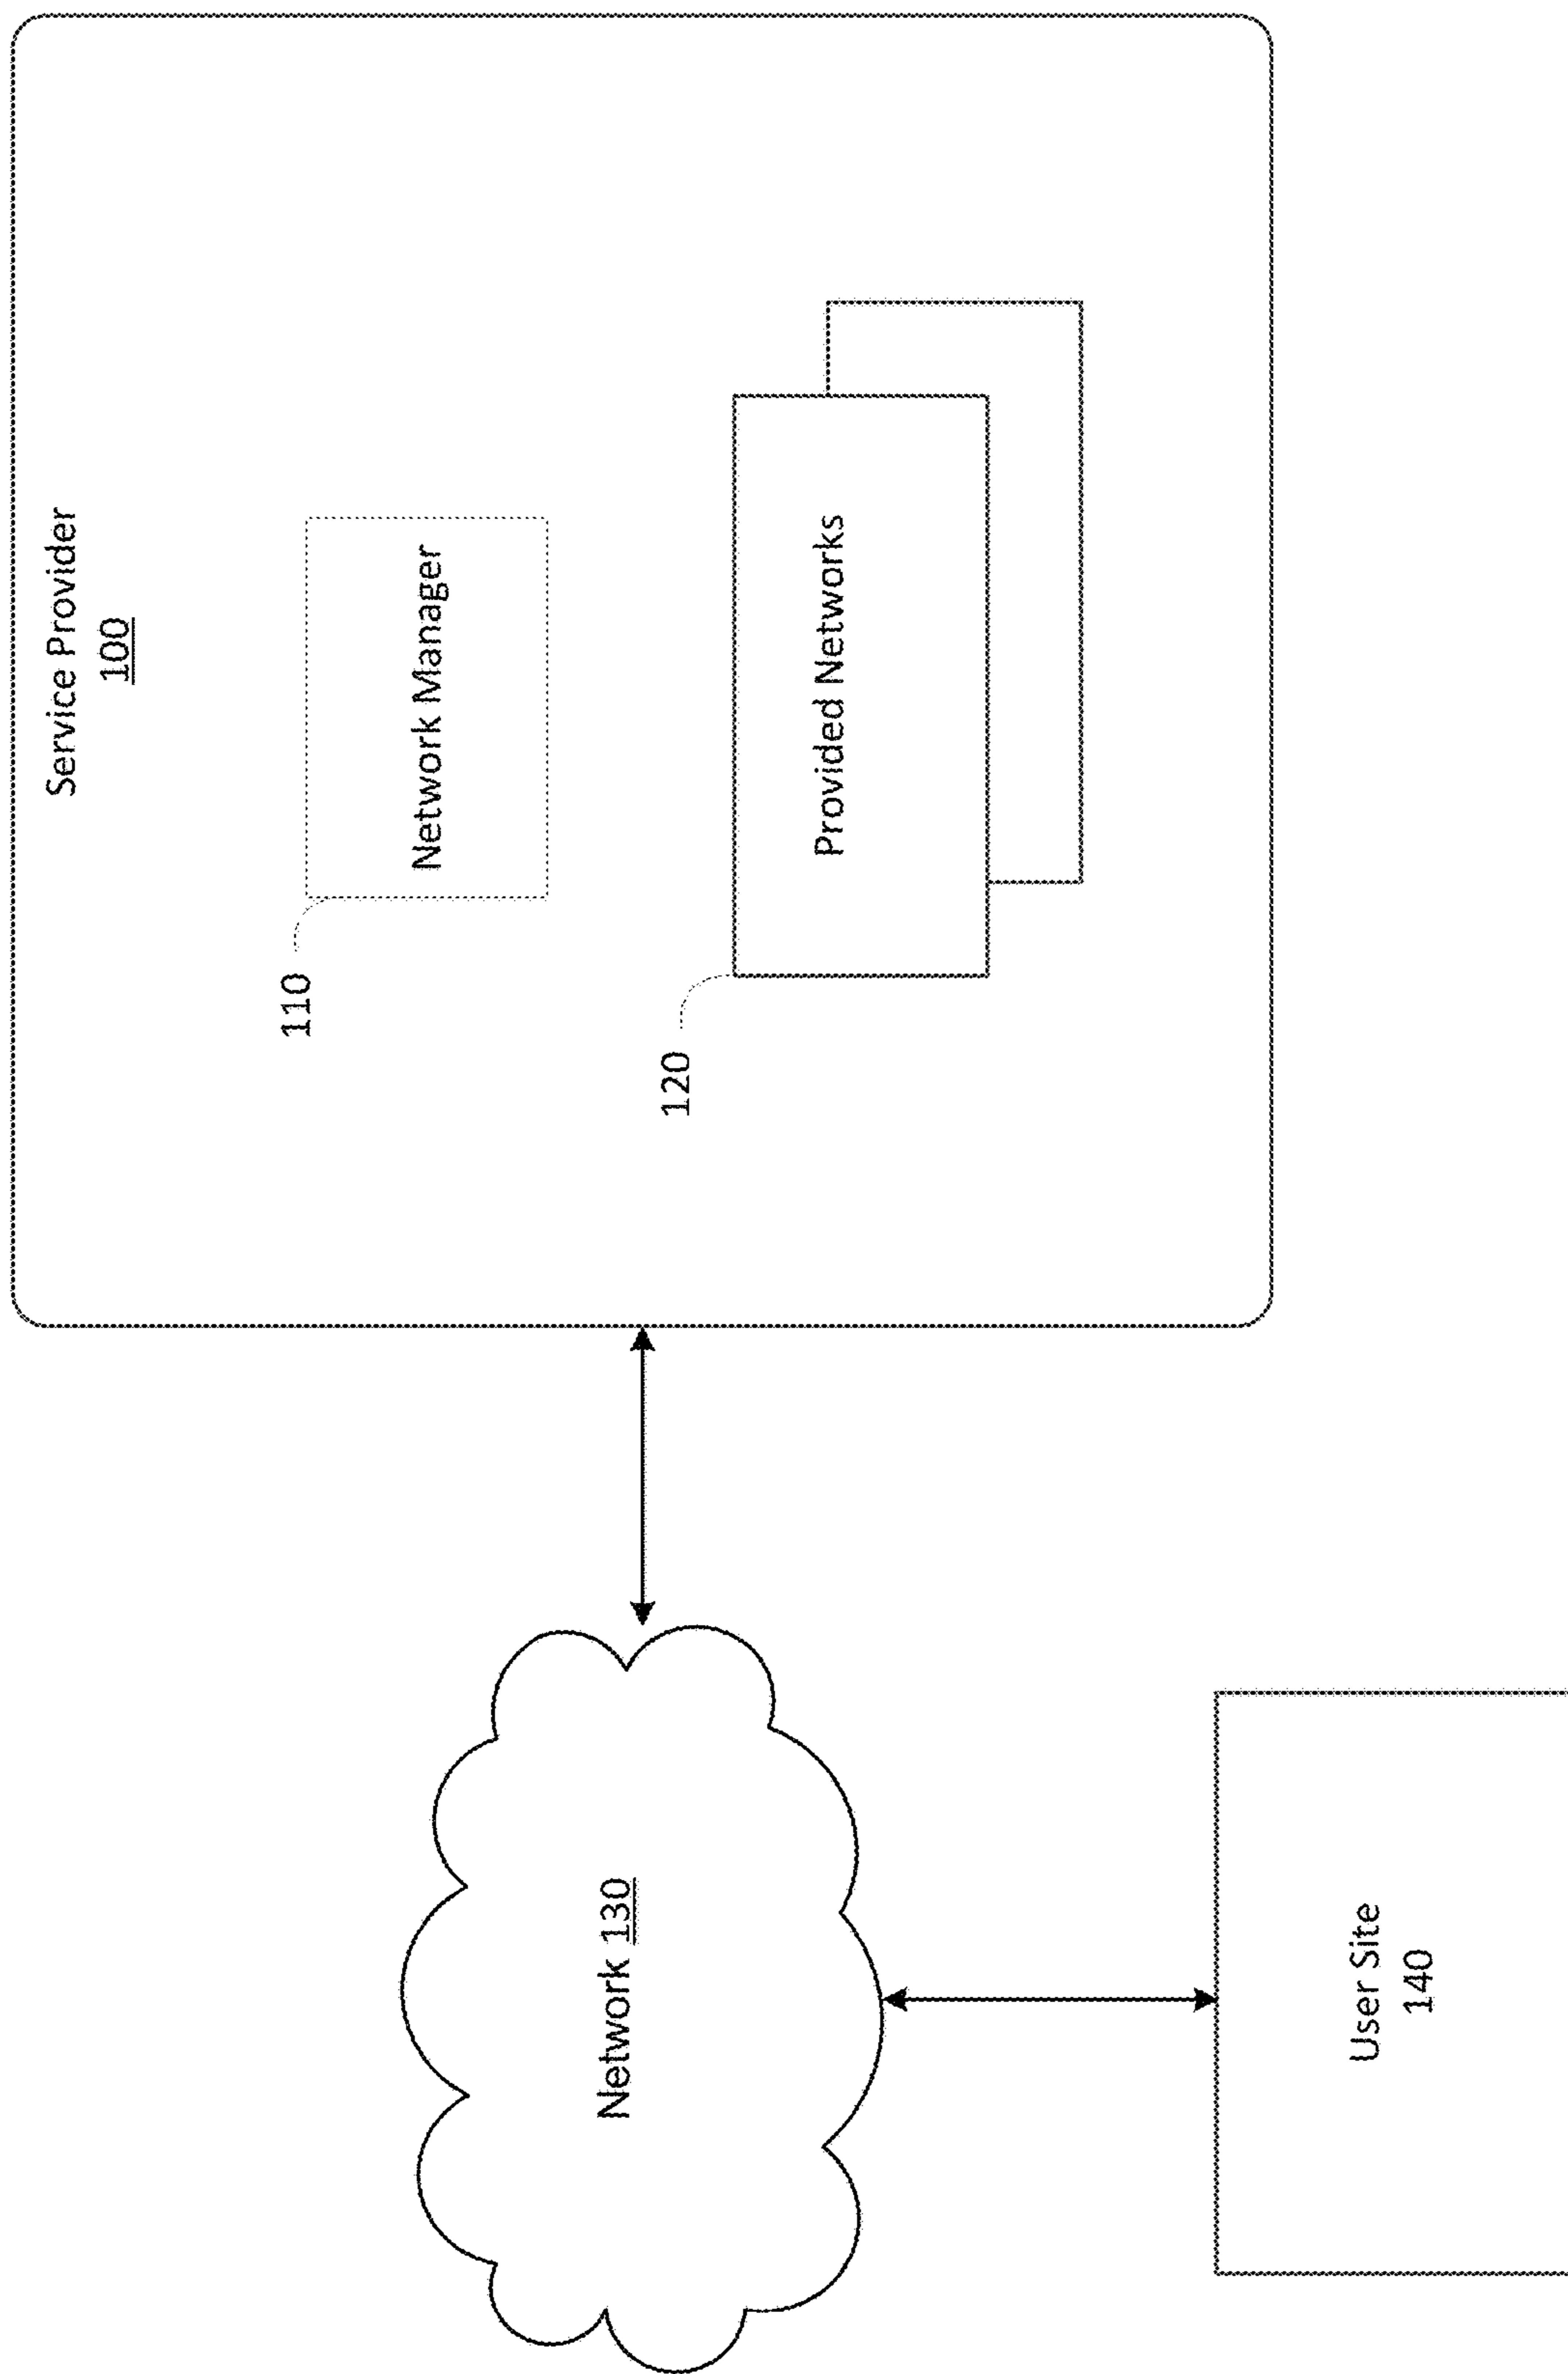 Service Provider
100
110
Network Manager
120
Provided Networks
Network 130
User Site
140